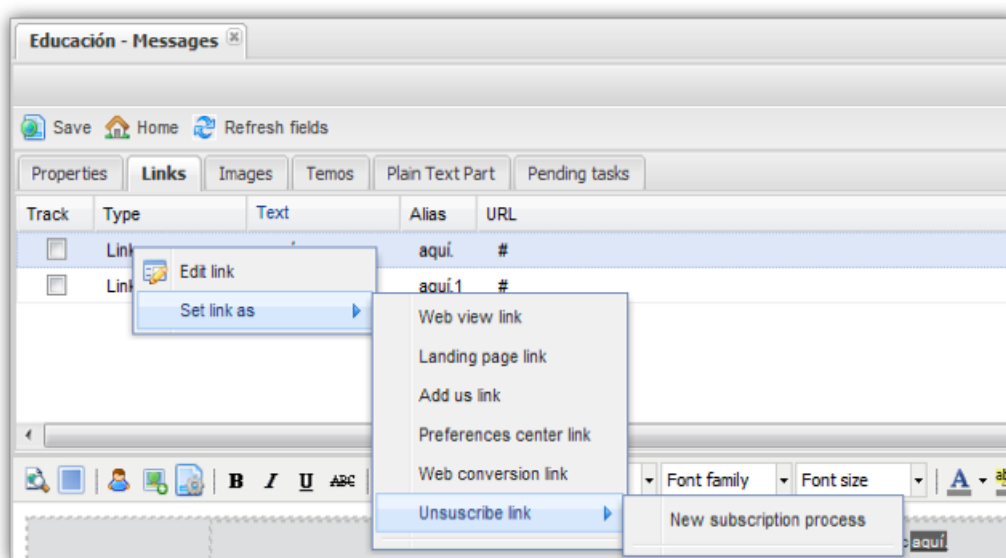 Educación - Messages
Save Home Refresh fields
Properties Links Images Temos Plain Text Part Pending tasks
Track Type Text Alias URL
Link aquí. #
Edit link
Link aquí.1 #
Set link as
Web view link
Landing page link
Add us link
Preferences center link
Web conversion link
B I U ABC Font family Font size A ab
Unsuscribe link
New subscription process
aquí.